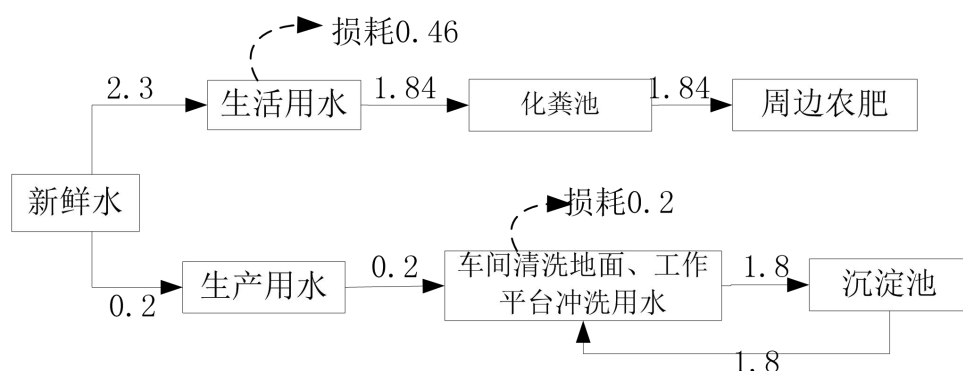 损耗0.46
2.3
生活用水
1.84
化粪池
1.84
周边农肥
新鲜水
损耗0.2
0.2
生产用水
0.2
车间清洗地面、工作
平台冲洗用水
1.8
沉淀池
1.8